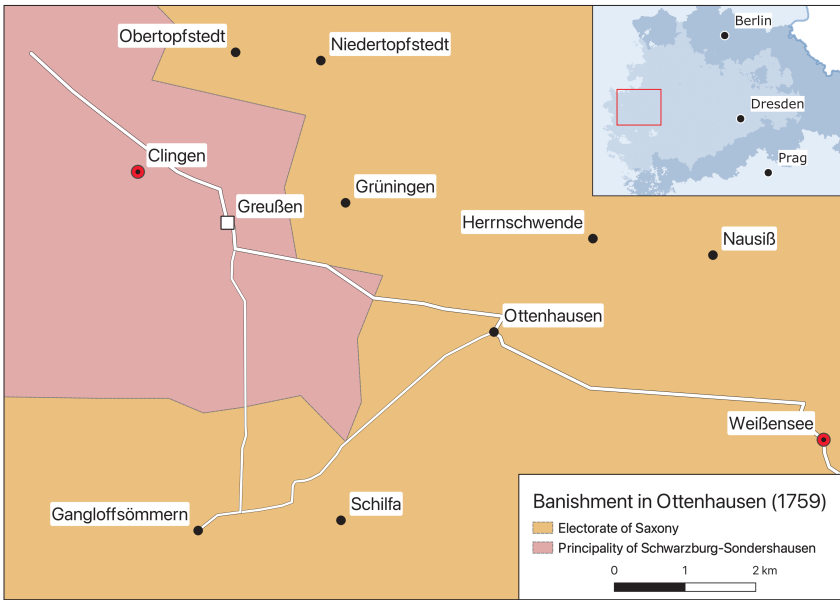 Obertopfstedt
Niedertopfstedt
Berlin
Dresden
Prag
Clingen
Grüningen
Greußen
Herrnschwende
Nausiß
Ottenhausen
Weißensee
Gangloffsömmern
Schilfa
Banishment in Ottenhausen (1759)
Electorate of Saxony
Principality of Schwarzburg-Sondershausen
0 1 2 km